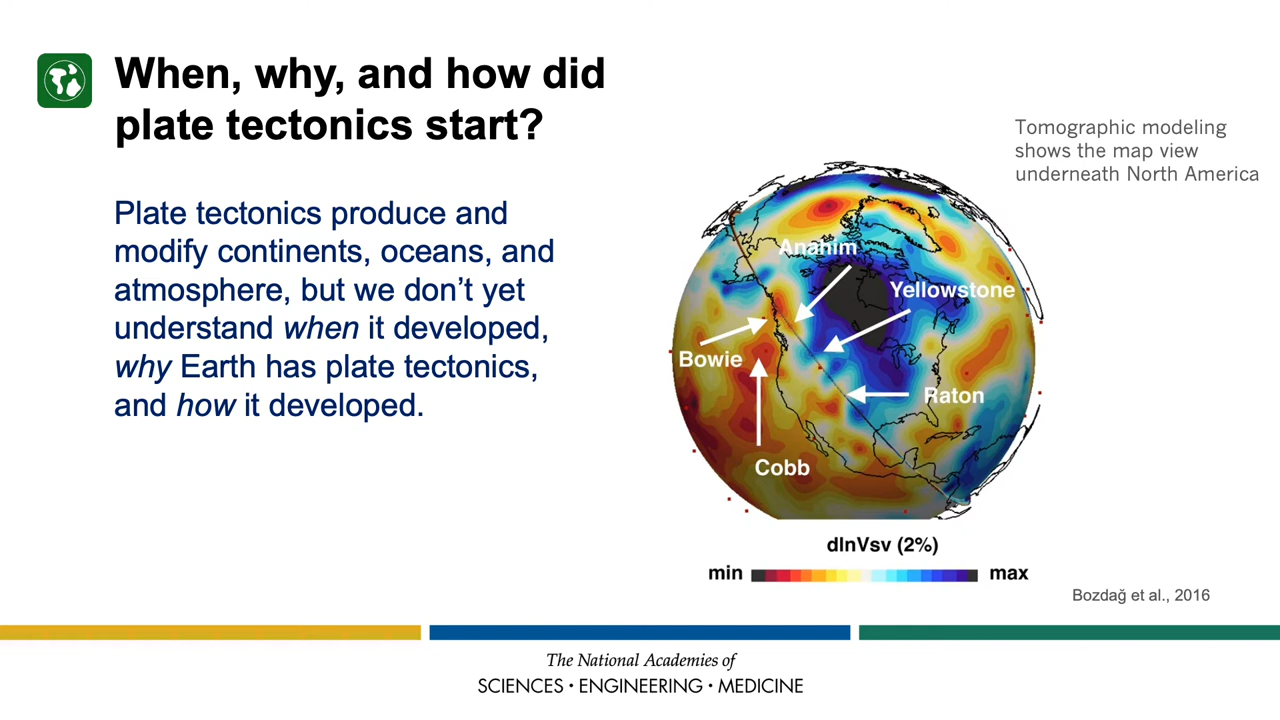 When, why, and how did
plate tectonics start?
Plate tectonics produce and
modify continents, oceans, and
atmosphere, but we don’t yet
understand when it developed,
why Earth has plate tectonics,
and how it developed.
Tomographic modeling
shows the map view
underneath North America
Anahim
Yellowstone
Bowie
Raton
Cobb
dlnVsv (2%)
min max
Bozdağ et al., 2016
The National Academies of
SCIENCES • ENGINEERING • MEDICINE